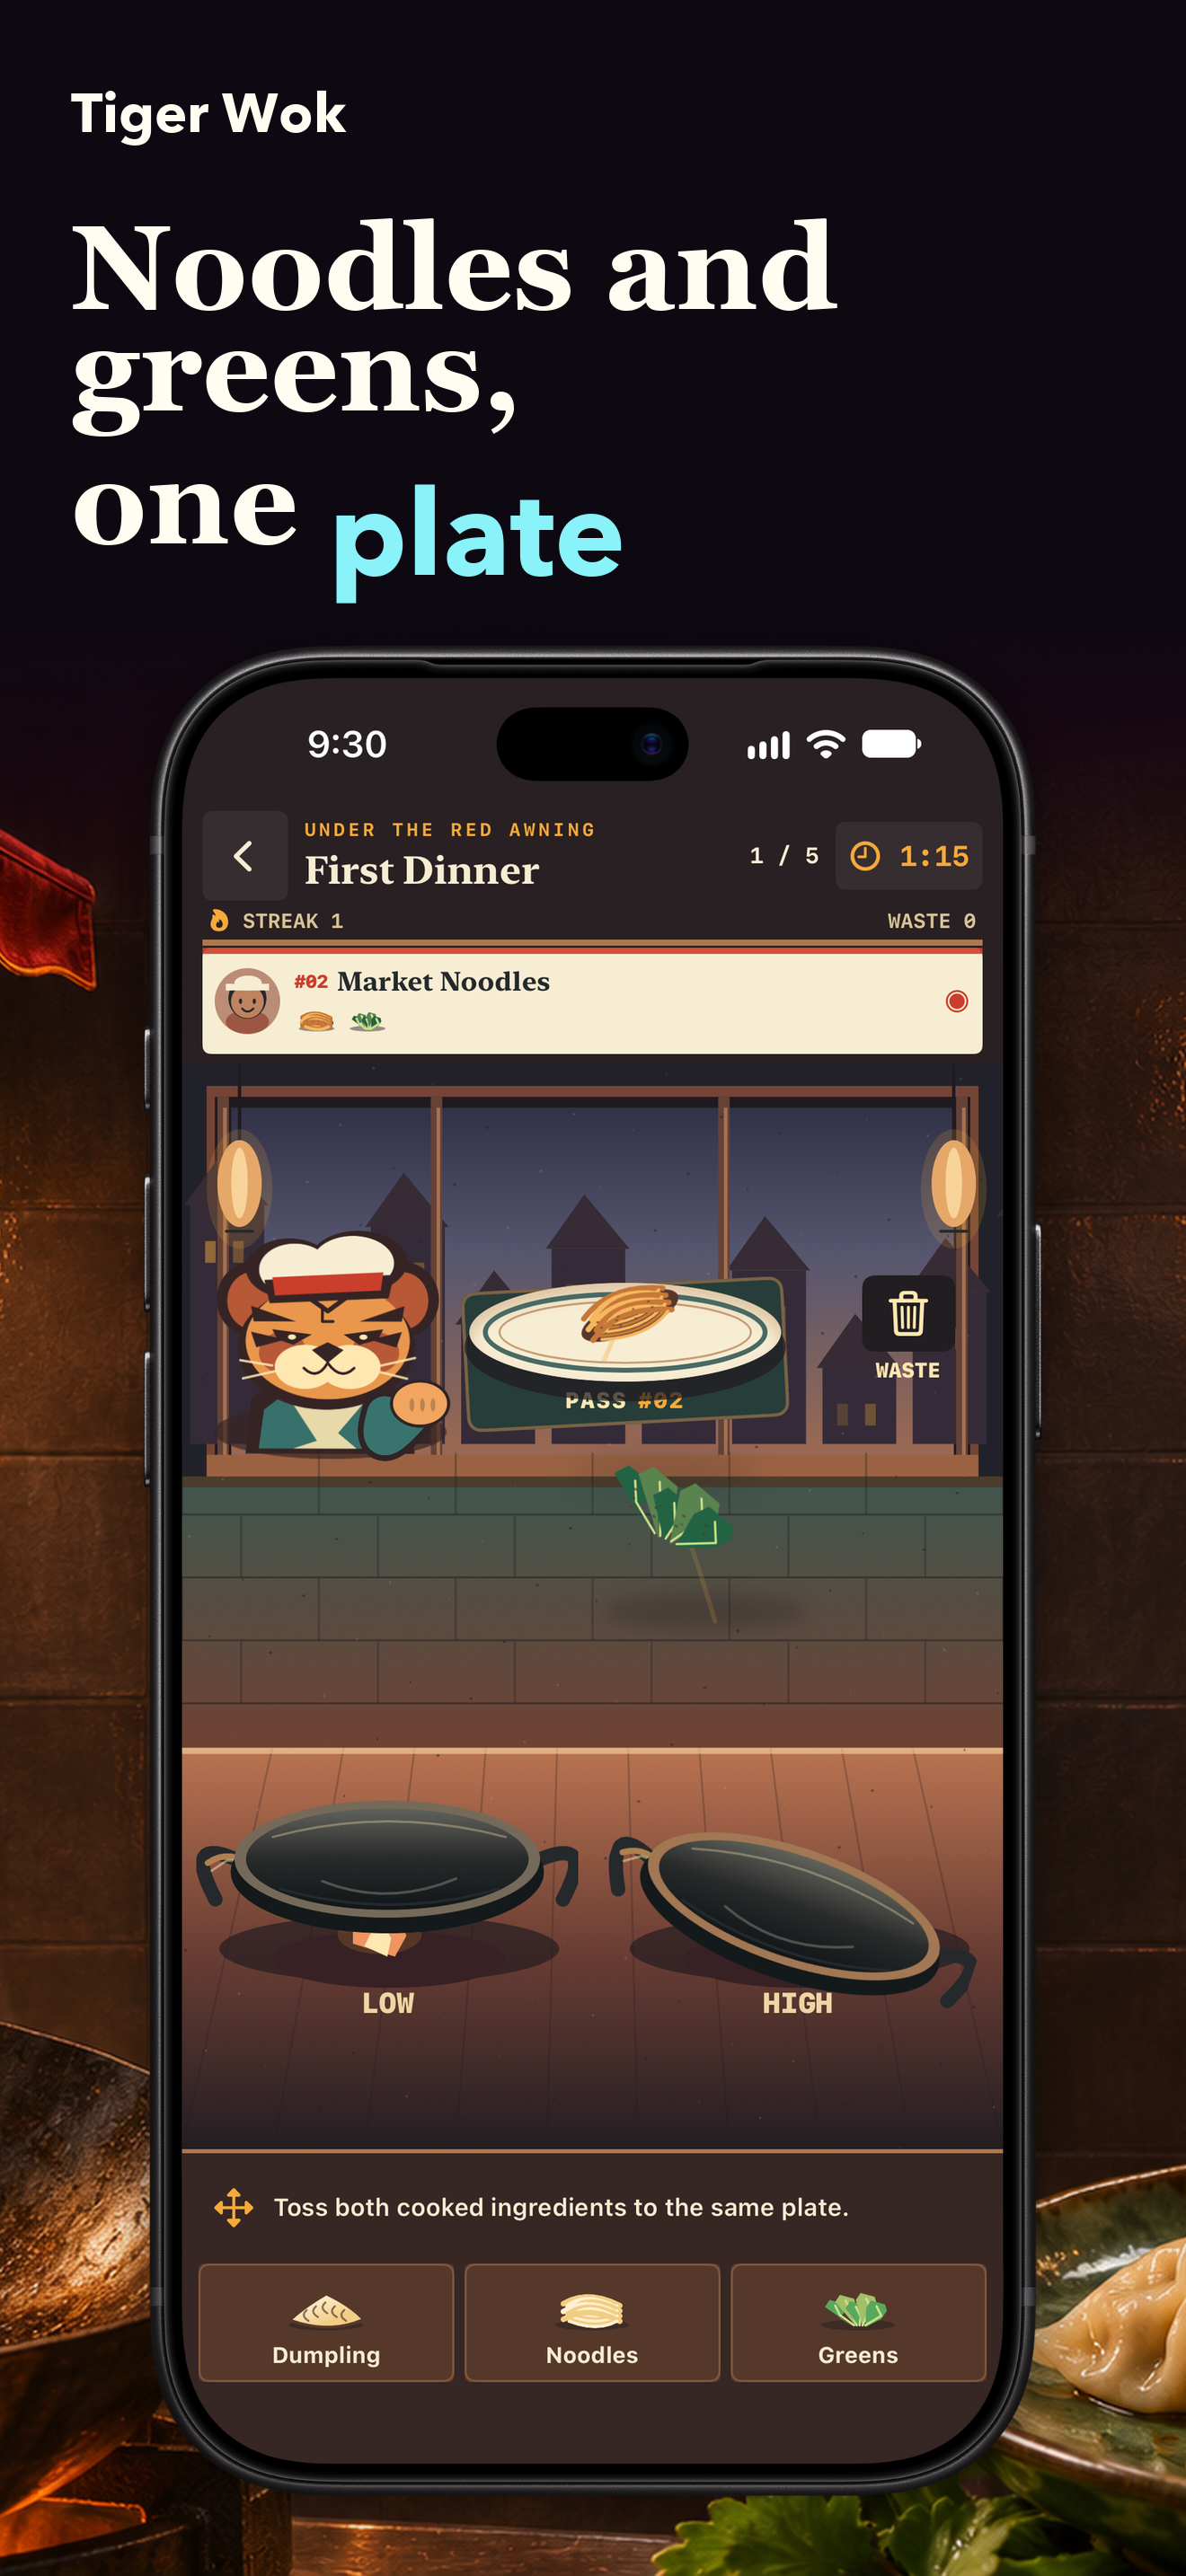 Tiger Wok
Noodles and
greens,
one plate
9:30
UNDER THE RED AWNING
First Dinner
1 / 5
1:15
STREAK 1
WASTE 0
#02 Market Noodles
WASTE
PASS #02
LOW
HIGH
Toss both cooked ingredients to the same plate.
Dumpling
Noodles
Greens